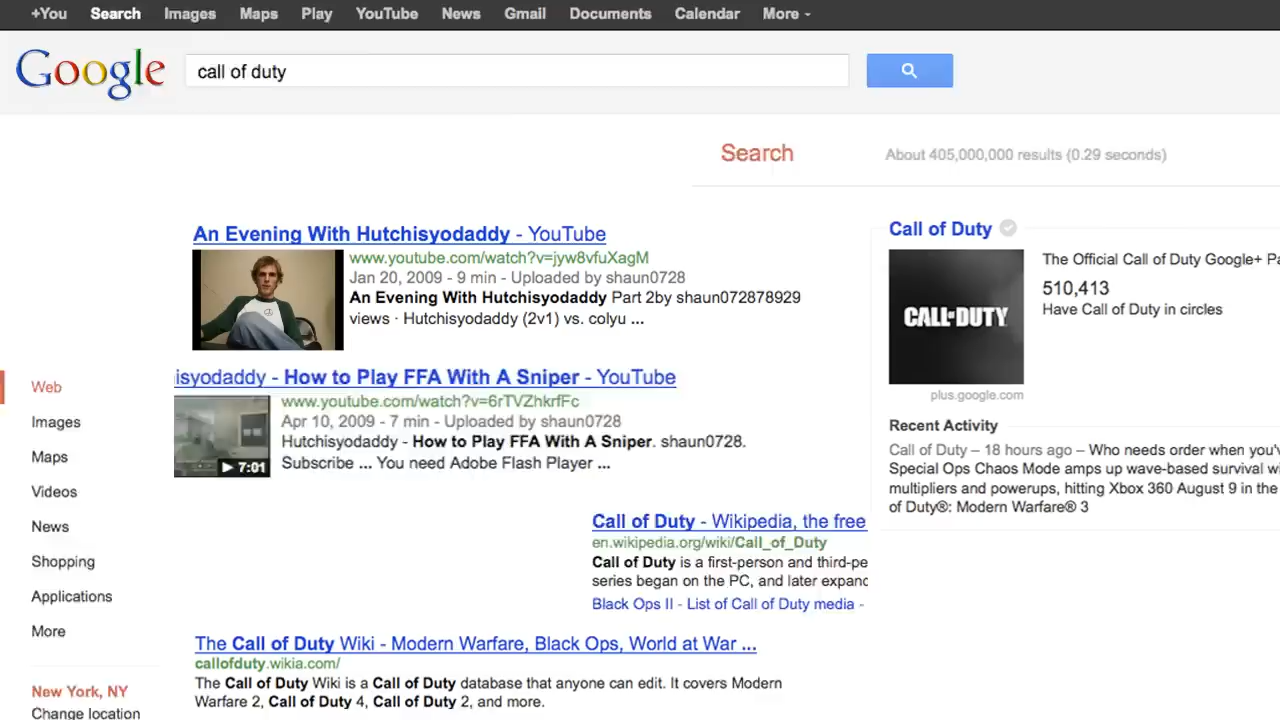 +You Search Images Maps Play YouTube News Gmail Documents Calendar More
Google
call of duty
Search
About 405,000,000 results (0.29 seconds)
An Evening With Hutchisyodaddy - YouTube
www.youtube.com/watch?v=jyw8vfuXagM
Jan 20, 2009 - 9 min - Uploaded by shaun0728
An Evening With Hutchisyodaddy Part 2by shaun072878929
views · Hutchisyodaddy (2v1) vs. colyu ...
isyodaddy - How to Play FFA With A Sniper - YouTube
www.youtube.com/watch?v=6rTVZhkrfFc
Apr 10, 2009 - 7 min - Uploaded by shaun0728
Hutchisyodaddy - How to Play FFA With A Sniper. shaun0728.
Subscribe ... You need Adobe Flash Player ...
7:01
Call of Duty - Wikipedia, the free
en.wikipedia.org/wiki/Call_of_Duty
Call of Duty is a first-person and third-pe
series began on the PC, and later expanc
Black Ops II - List of Call of Duty media -
The Call of Duty Wiki - Modern Warfare, Black Ops, World at War ...
callofduty.wikia.com/
The Call of Duty Wiki is a Call of Duty database that anyone can edit. It covers Modern
Warfare 2, Call of Duty 4, Call of Duty 2, and more.
Web
Images
Maps
Videos
News
Shopping
Applications
More
New York, NY
Change location
Call of Duty
CALL·DUTY
The Official Call of Duty Google+ Pa
510,413
Have Call of Duty in circles
plus.google.com
Recent Activity
Call of Duty – 18 hours ago – Who needs order when you'v
Special Ops Chaos Mode amps up wave-based survival wi
multipliers and powerups, hitting Xbox 360 August 9 in the
of Duty®: Modern Warfare® 3